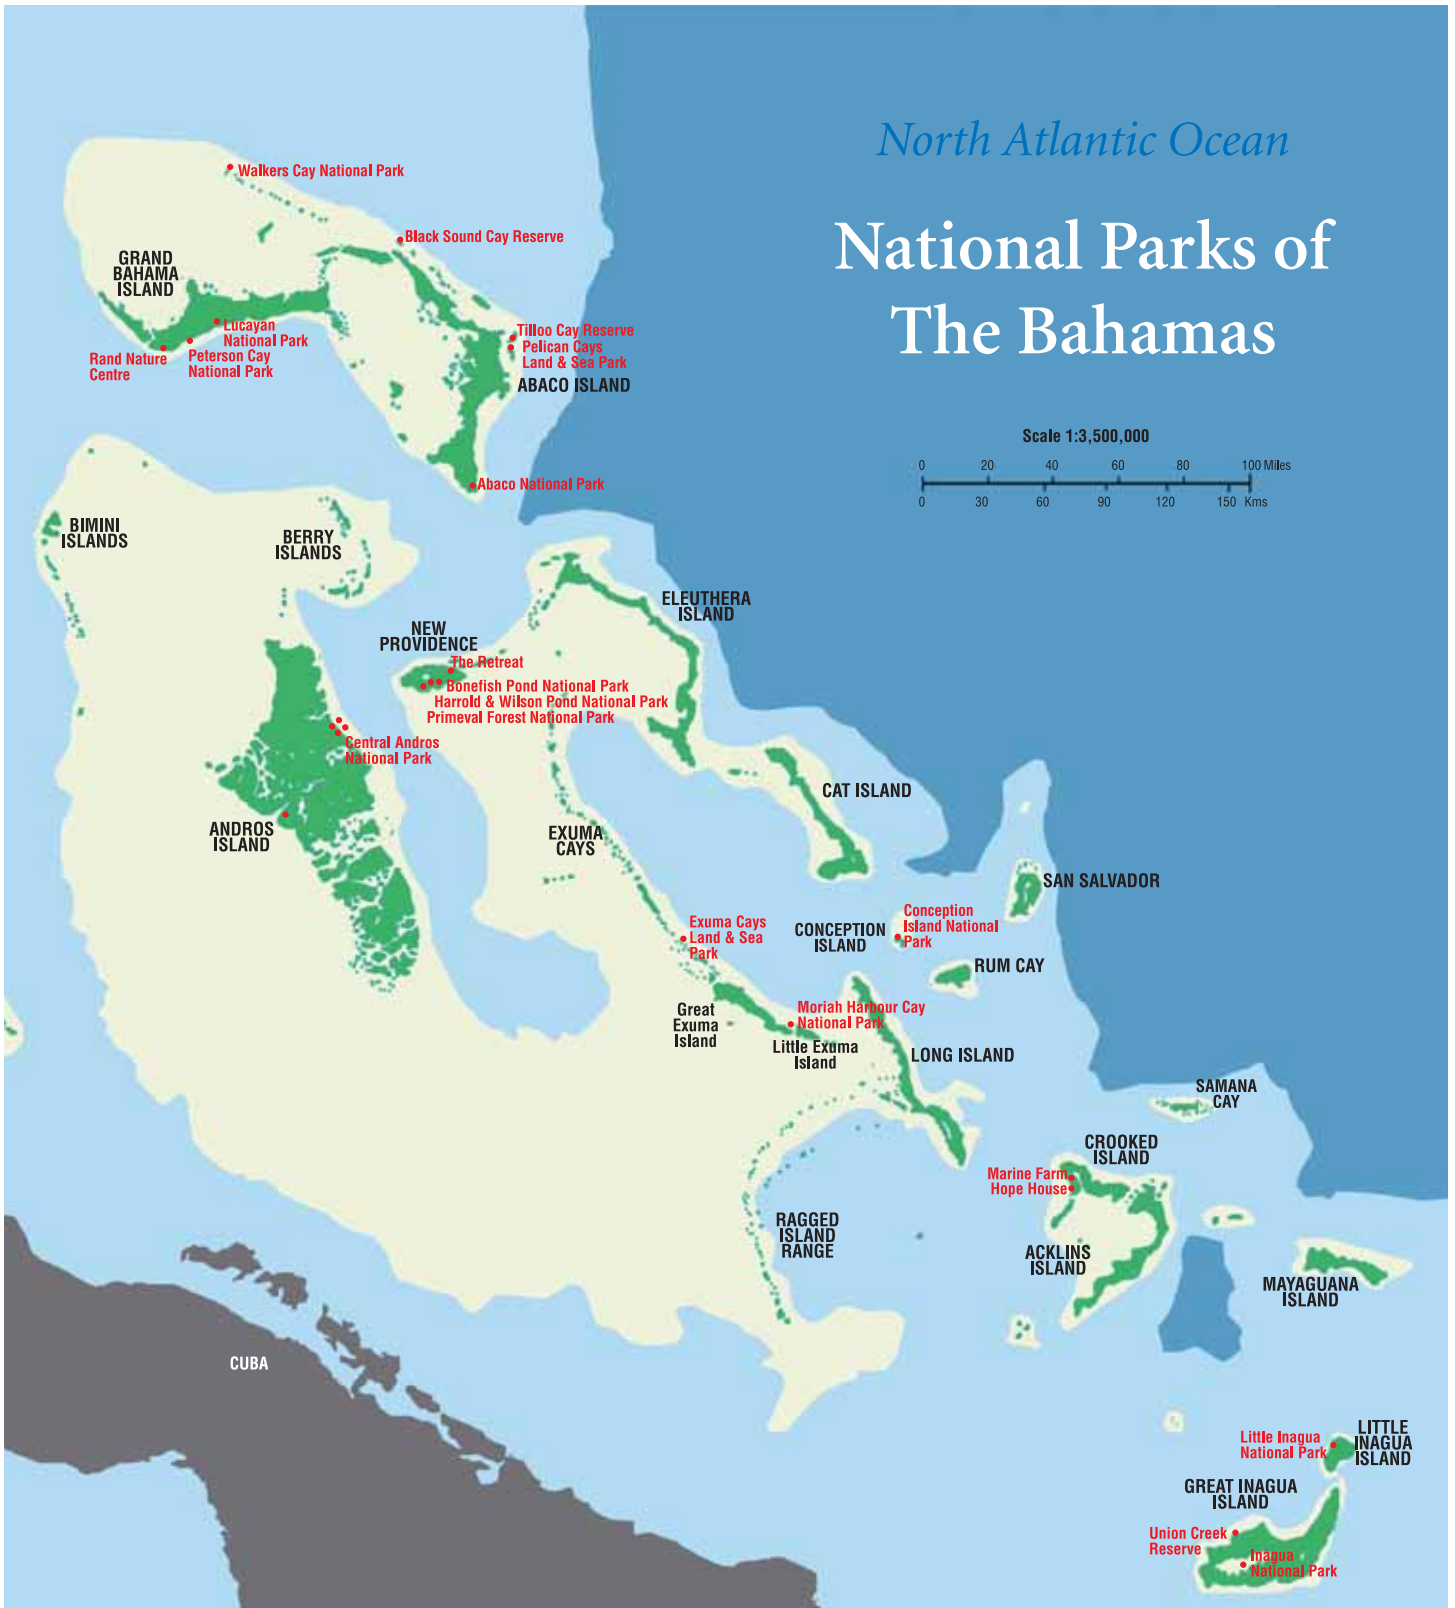 North Atlantic Ocean
National Parks of
The Bahamas
Scale 1:3,500,000
0 20 40 60 80 100 Miles
0 30 60 90 120 150 Kms
Walkers Cay National Park
Black Sound Cay Reserve
GRAND
BAHAMA
ISLAND
Lucayan
National Park
Rand Nature
Centre
Peterson Cay
National Park
Tilloo Cay Reserve
Pelican Cays
Land & Sea Park
ABACO ISLAND
Abaco National Park
BIMINI
ISLANDS
BERRY
ISLANDS
ELEUTHERA
ISLAND
NEW
PROVIDENCE
The Retreat
Bonefish Pond National Park
Harrold & Wilson Pond National Park
Primeval Forest National Park
Central Andros
National Park
ANDROS
ISLAND
CAT ISLAND
EXUMA
CAYS
SAN SALVADOR
Exuma Cays
Land & Sea
Park
CONCEPTION
ISLAND
Conception
Island National
Park
RUM CAY
Great
Exuma
Island
Moriah Harbour Cay
National Park
Little Exuma
Island
LONG ISLAND
SAMANA
CAY
CROOKED
ISLAND
Marine Farm
Hope House
RAGGED
ISLAND
RANGE
ACKLINS
ISLAND
MAYAGUANA
ISLAND
CUBA
Little Inagua
National Park
LITTLE
INAGUA
ISLAND
GREAT INAGUA
ISLAND
Union Creek
Reserve
Inagua
National Park